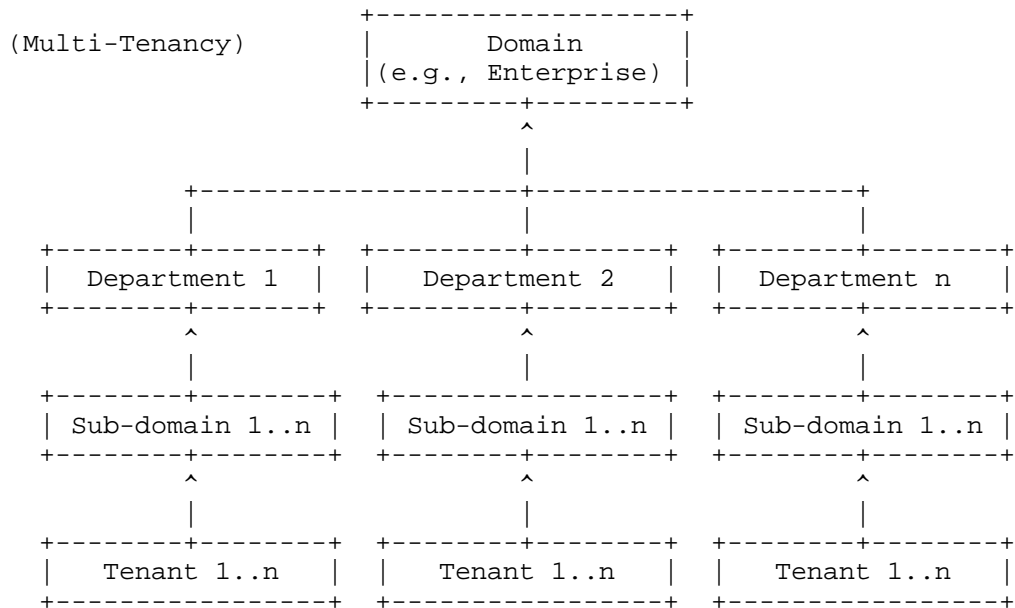 (Multi-Tenancy)
Domain
(e.g., Enterprise)
Department 1
Department 2
Department n
Sub-domain 1..n
Sub-domain 1..n
Sub-domain 1..n
Tenant 1..n
Tenant 1..n
Tenant 1..n